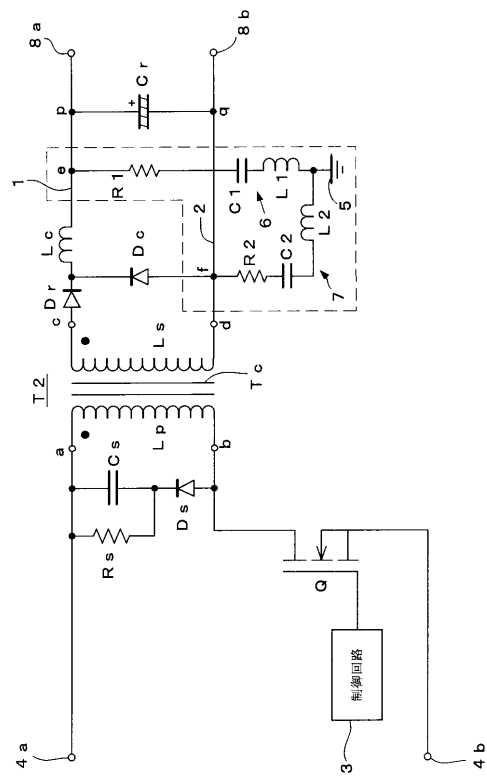 T2
4a
Rs
Cs
a
Lp
Ds
b
Q
制御回路
3
4b
Tc
c
Dr
Ls
d
Lc
Dc
1
2
e
f
R1
C1
6
L1
R2
C2
L2
7
5
p
+
Cr
q
8a
8b